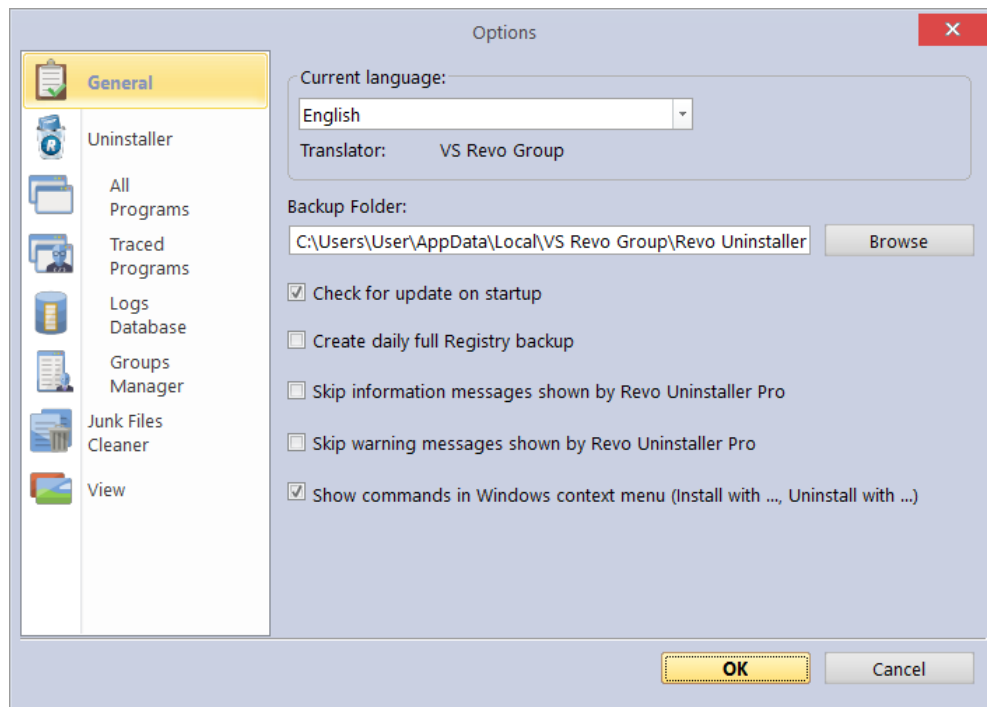 Options
General
Uninstaller
All
Programs
Traced
Programs
Logs
Database
Groups
Manager
Junk Files
Cleaner
View
Current language:
English
Translator: VS Revo Group
Backup Folder:
C:\Users\User\AppData\Local\VS Revo Group\Revo Uninstaller
Browse
Check for update on startup
Create daily full Registry backup
Skip information messages shown by Revo Uninstaller Pro
Skip warning messages shown by Revo Uninstaller Pro
Show commands in Windows context menu (Install with ..., Uninstall with ...)
OK
Cancel